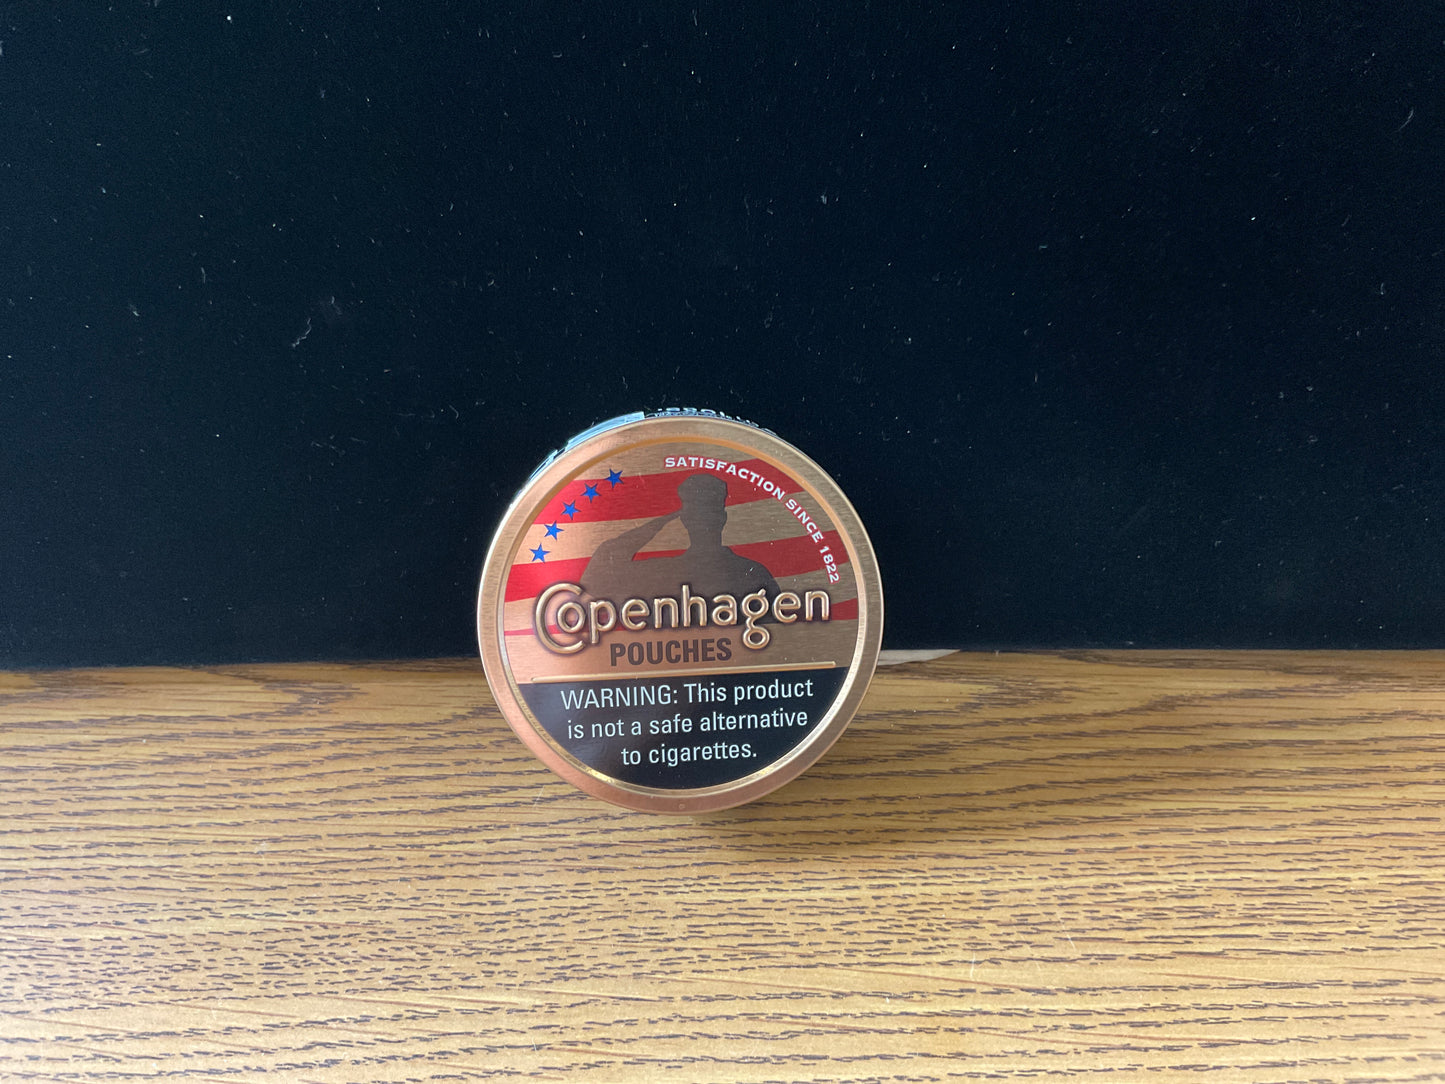 SATISFACTION SINCE 1822
Copenhagen
POUCHES
WARNING: This product
is not a safe alternative
to cigarettes.